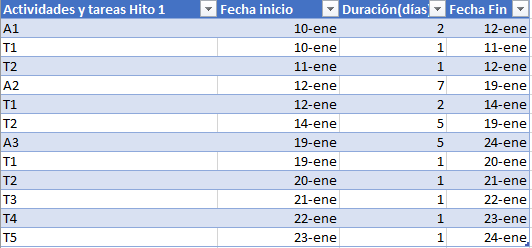 Actividades y tareas Hito 1 Fecha inicio Duración(días) Fecha Fin
A1 10-ene 2 12-ene
T1 10-ene 1 11-ene
T2 11-ene 1 12-ene
A2 12-ene 7 19-ene
T1 12-ene 2 14-ene
T2 14-ene 5 19-ene
A3 19-ene 5 24-ene
T1 19-ene 1 20-ene
T2 20-ene 1 21-ene
T3 21-ene 1 22-ene
T4 22-ene 1 23-ene
T5 23-ene 1 24-ene